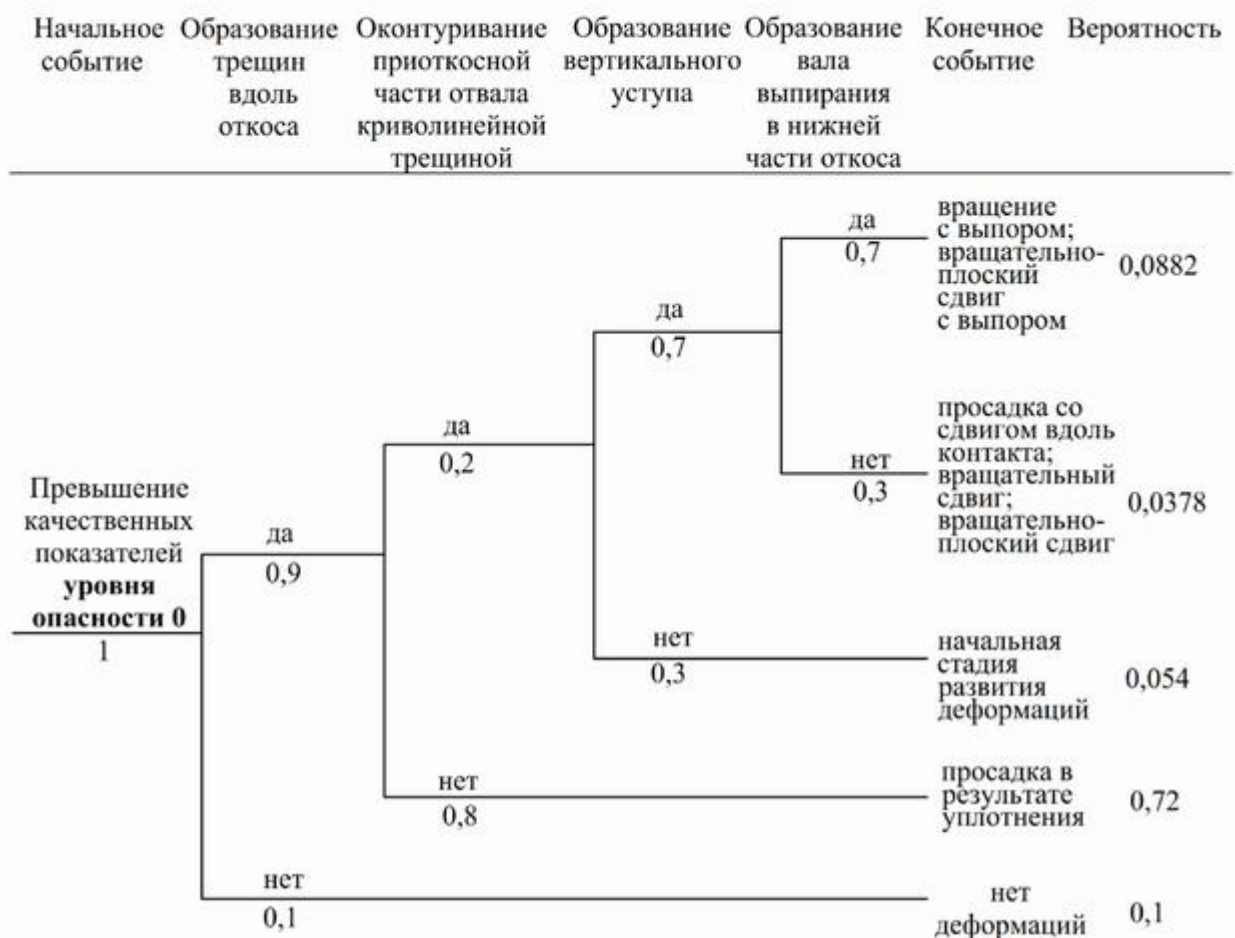 Начальное
событие
Образование
трещин
вдоль
откоса
Оконтуривание
приоткосной
части отвала
криволинейной
трещиной
Образование
вертикального
уступа
Образование
вала
выпирания
в нижней
части откоса
Конечное
событие
Вероятность
Превышение
качественных
показателей
уровня
опасности 0
1
да
0,9
да
0,2
да
0,7
да
0,7
вращение
с выпором;
вращательно-
плоский
сдвиг
с выпором
0,0882
нет
0,3
просадка со
сдвигом вдоль
контакта;
вращательный
сдвиг;
вращательно-
плоский сдвиг
0,0378
нет
0,3
начальная
стадия
развития
деформаций
0,054
нет
0,8
просадка в
результате
уплотнения
0,72
нет
0,1
нет
деформаций
0,1